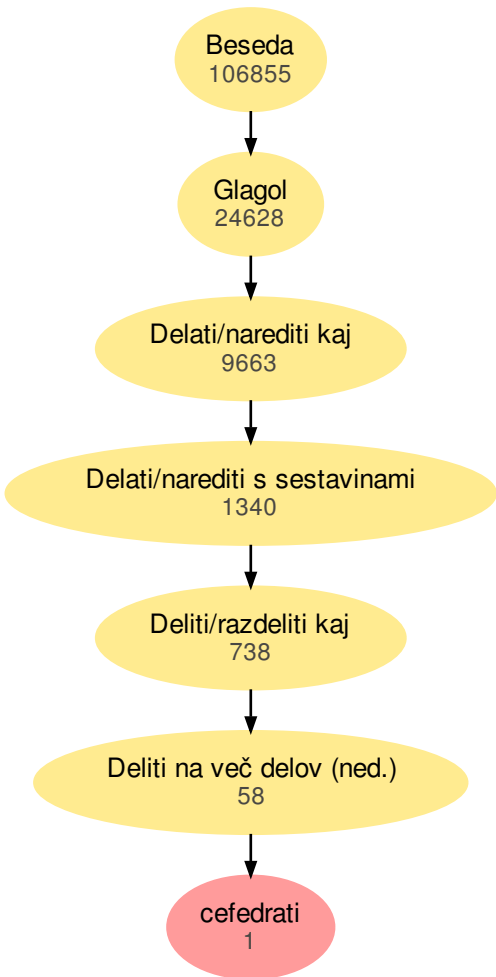 Beseda
106855
Glagol
24628
Delati/narediti kaj
9663
Delati/narediti s sestavinami
1340
Deliti/razdeliti kaj
738
Deliti na več delov (ned.)
58
cefedrati
1